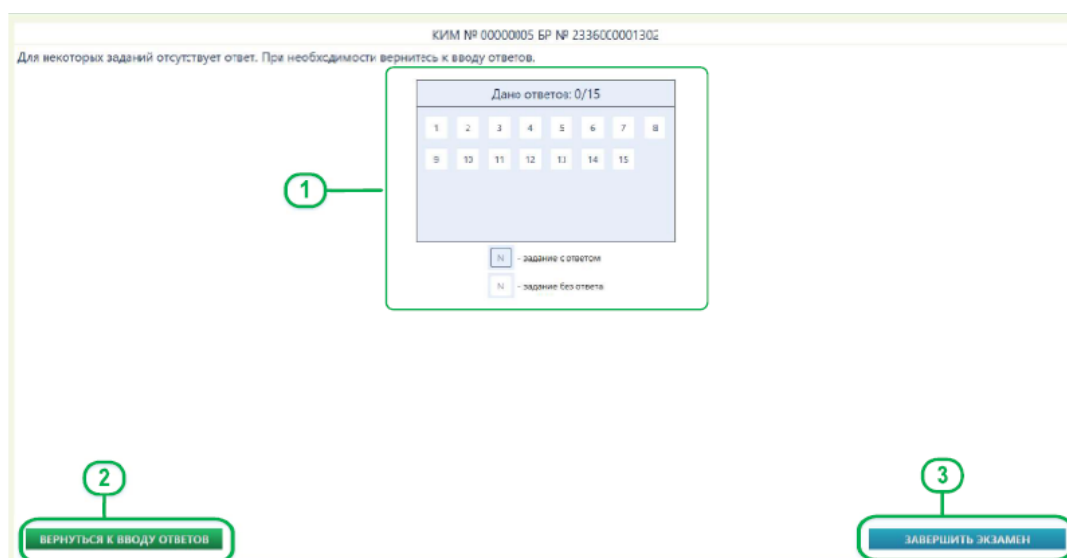 КИМ № 00000005 БР № 2336000001302
Для некоторых заданий отсутствует ответ. При необходимости вернитесь к вводу ответов.
Дано ответов: 0/15
1 2 3 4 5 6 7 8
9 10 11 12 13 14 15
1
N - задание с ответом
N - задание без ответа
2
3
ВЕРНУТЬСЯ К ВВОДУ ОТВЕТОВ
ЗАВЕРШИТЬ ЭКЗАМЕН